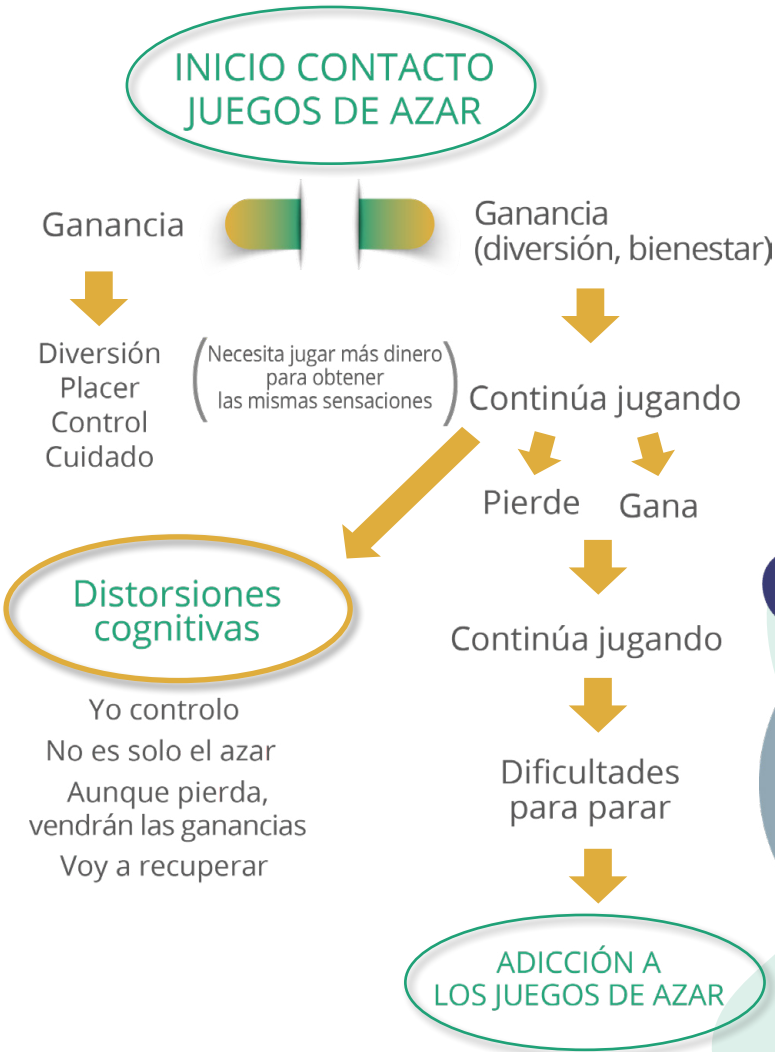 INICIO CONTACTO
JUEGOS DE AZAR
Ganancia
Diversión
Placer
Control
Cuidado
Ganancia
(diversión, bienestar)
(Necesita jugar más dinero
para obtener
las mismas sensaciones)
Continúa jugando
Pierde
Gana
Continúa jugando
Dificultades
para parar
ADICCIÓN A
LOS JUEGOS DE AZAR
Distorsiones
cognitivas
Yo controlo
No es solo el azar
Aunque pierda,
vendrán las ganancias
Voy a recuperar